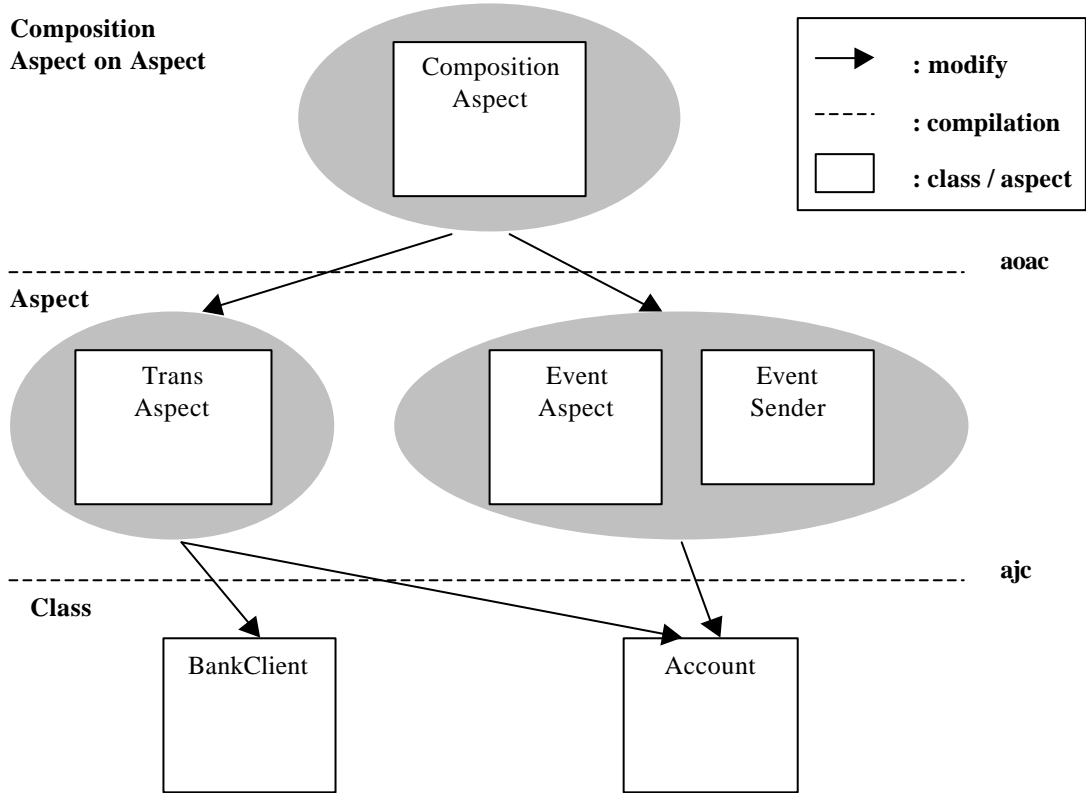 Composition
Aspect on Aspect
Composition
Aspect
: modify
: compilation
: class / aspect
aoac
Aspect
Trans
Aspect
Event
Aspect
Event
Sender
ajc
Class
BankClient
Account